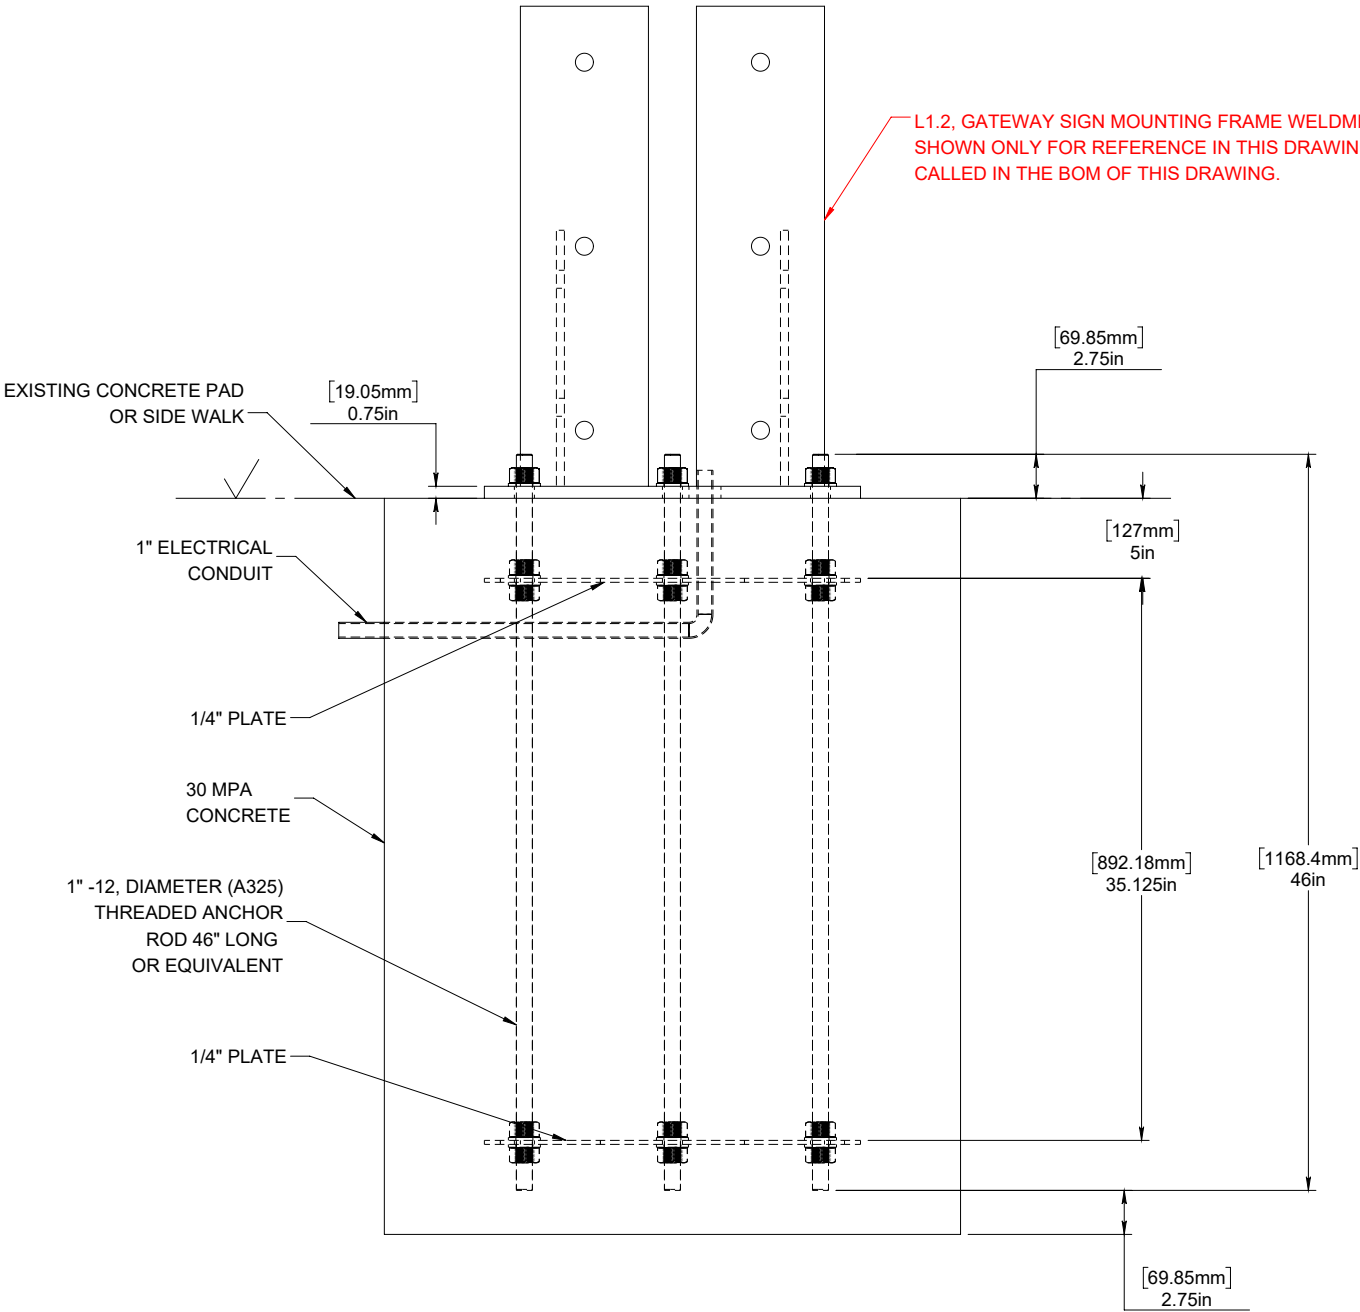 L1.2, GATEWAY SIGN MOUNTING FRAME
SHOWN ONLY FOR REFERENCE IN THIS
CALLED IN THE BOM OF THIS DRAWING.
[69.85mm]
2.75in
EXISTING CONCRETE PAD
OR SIDE WALK
[19.05mm]
0.75in
[127mm]
5in
1" ELECTRICAL
CONDUIT
1/4" PLATE
30 MPA
CONCRETE
[892.18mm]
35.125in
[1168.4mm]
46in
1" -12, DIAMETER (A325)
THREADED ANCHOR
ROD 46" LONG
OR EQUIVALENT
1/4" PLATE
[69.85mm]
2.75in